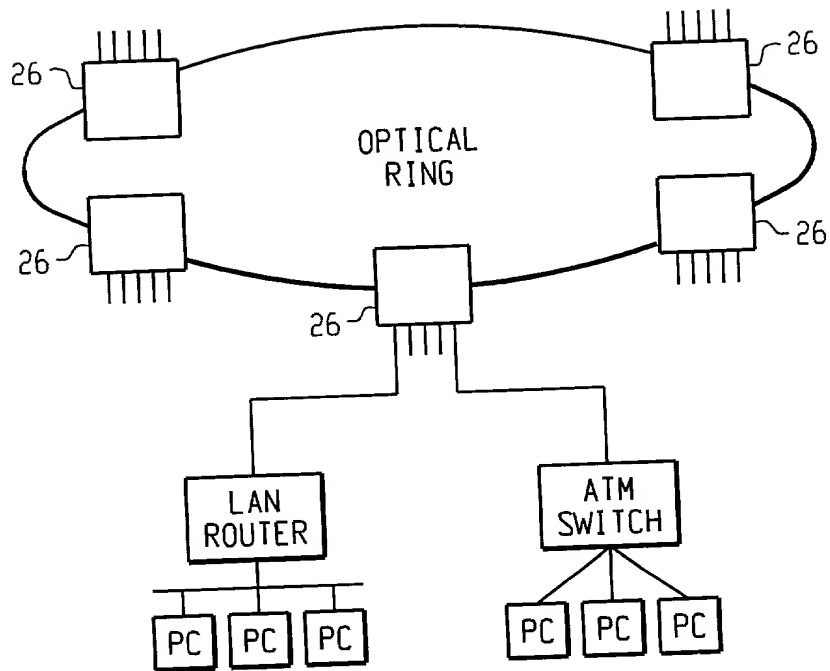 26
26
OPTICAL
RING
26
26
26
LAN
ROUTER
ATM
SWITCH
PC PC PC
PC PC PC